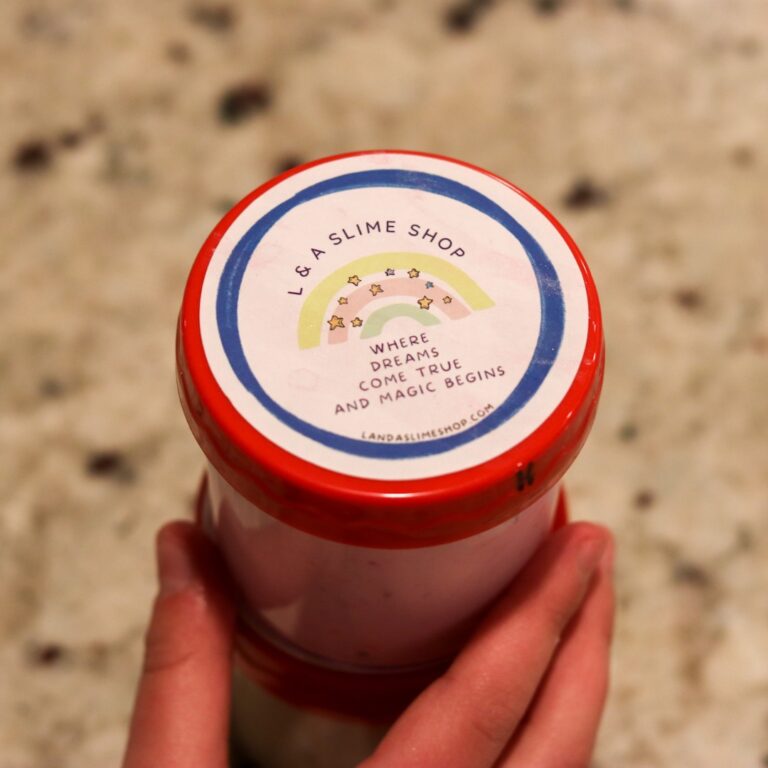 L & A SLIME SHOP
WHERE
DREAMS
COME TRUE
AND MAGIC BEGINS
LANDASLIMESHOP.COM